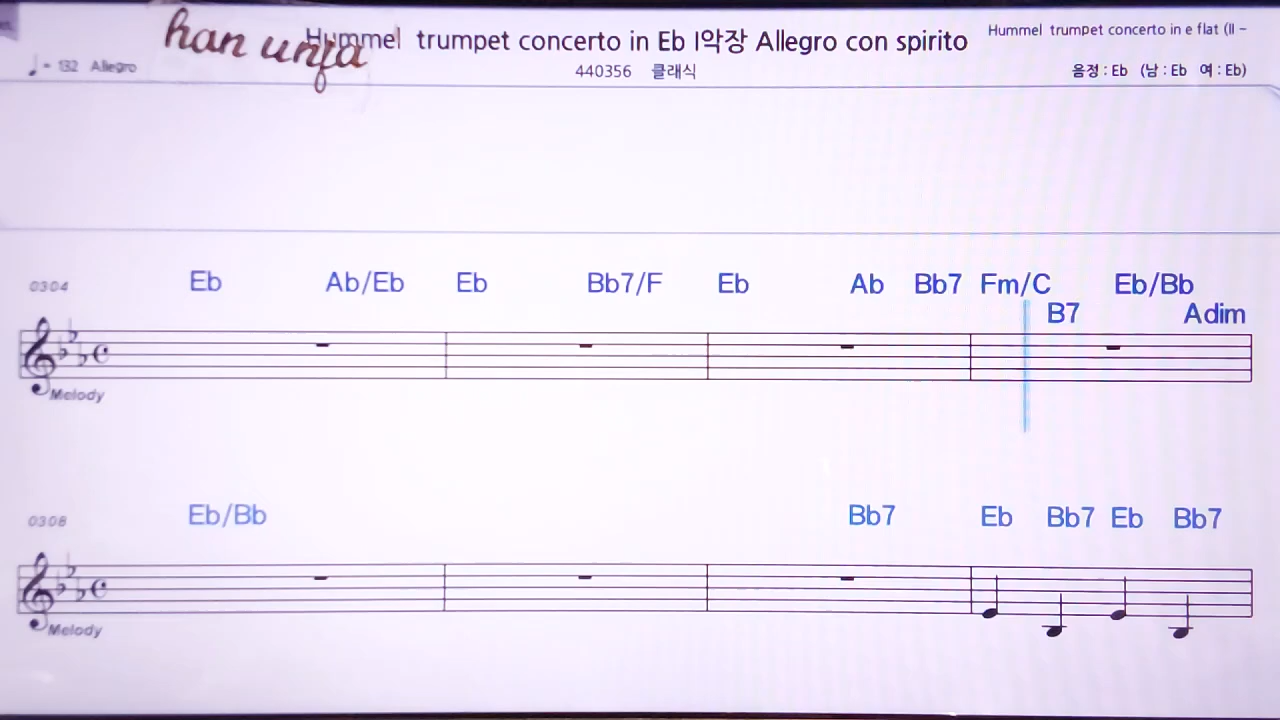 han unfa
Hummel trumpet concerto in Eb I악장 Allegro con spirito
Hummel trumpet concerto in e flat (II -
♩= 132 Allegro
440356 클래식
음정 : Eb (남 : Eb 여 : Eb)
0304
Eb Ab/Eb Eb Bb7/F Eb Ab Bb7 Fm/C Eb/Bb
B7 Adim
Melody
0308
Eb/Bb Bb7 Eb Bb7 Eb Bb7
Melody